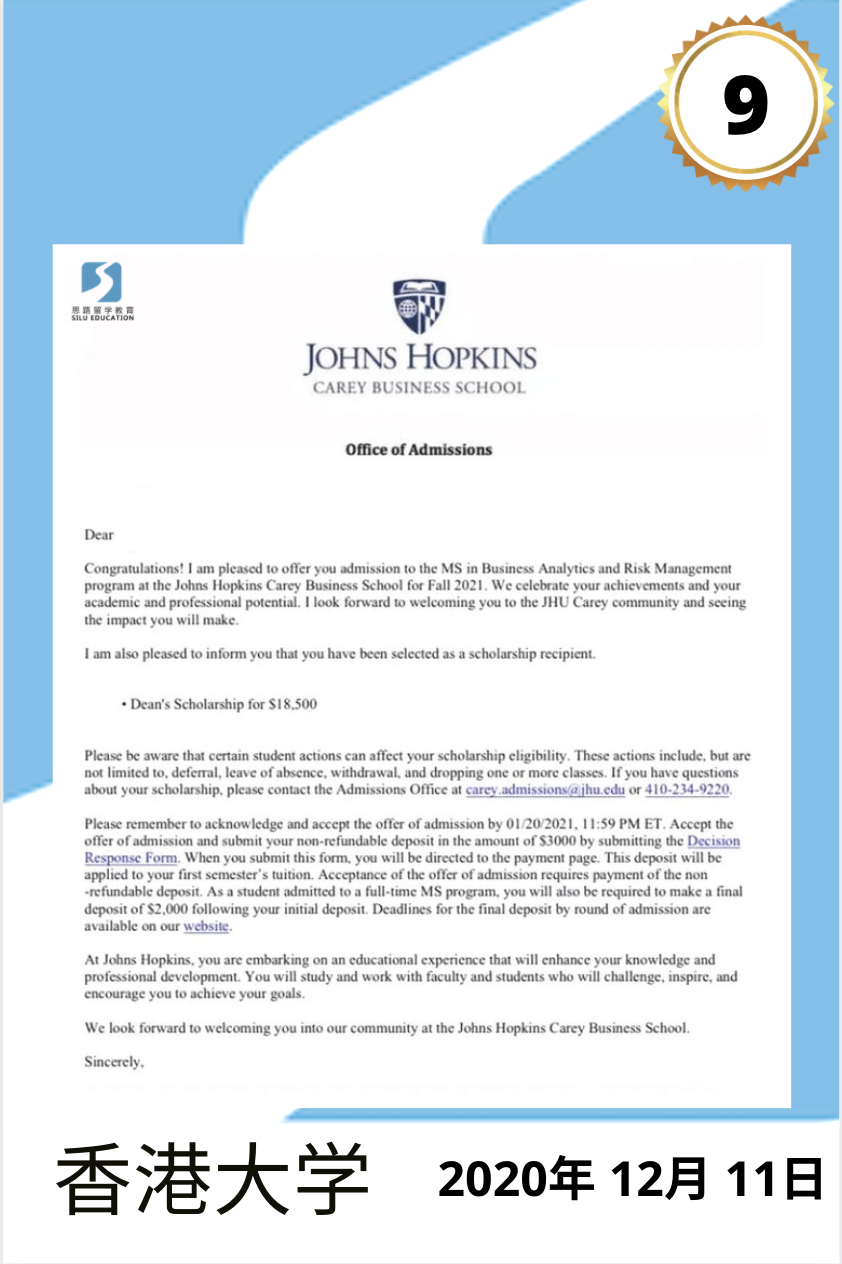 9
思路留学教育
SILU EDUCATION
JOHNS HOPKINS
CAREY BUSINESS SCHOOL
Office of Admissions
Dear
Congratulations! I am pleased to offer you admission to the MS in Business Analytics and Risk Management
program at the Johns Hopkins Carey Business School for Fall 2021. We celebrate your achievements and your
academic and professional potential. I look forward to welcoming you to the JHU Carey community and seeing
the impact you will make.
I am also pleased to inform you that you have been selected as a scholarship recipient.
• Dean's Scholarship for $18,500
Please be aware that certain student actions can affect your scholarship eligibility. These actions include, but are
not limited to, deferral, leave of absence, withdrawal, and dropping one or more classes. If you have questions
about your scholarship, please contact the Admissions Office at carey.admissions@jhu.edu or 410-234-9220.
Please remember to acknowledge and accept the offer of admission by 01/20/2021, 11:59 PM ET. Accept the
offer of admission and submit your non-refundable deposit in the amount of $3000 by submitting the Decision
Response Form. When you submit this form, you will be directed to the payment page. This deposit will be
applied to your first semester's tuition. Acceptance of the offer of admission requires payment of the non
-refundable deposit. As a student admitted to a full-time MS program, you will also be required to make a final
deposit of $2,000 following your initial deposit. Deadlines for the final deposit by round of admission are
available on our website.
At Johns Hopkins, you are embarking on an educational experience that will enhance your knowledge and
professional development. You will study and work with faculty and students who will challenge, inspire, and
encourage you to achieve your goals.
We look forward to welcoming you into our community at the Johns Hopkins Carey Business School.
Sincerely,
香港大学
2020年 12月 11日